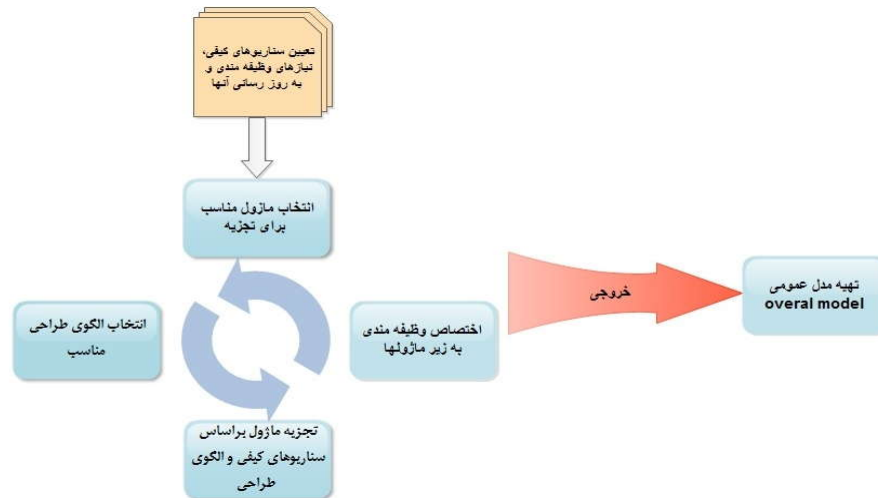 تعیین سناریوهای کیفی،
نیازهای وظیفه مندی و
به روز رسانی آنها
انتخاب ماژول مناسب
برای تجزیه
انتخاب الگوی طراحی
مناسب
اختصاص وظیفه مندی
به زیر ماژولها
تجزیه ماژول براساس
سناریوهای کیفی و الگوی
طراحی
خروجی
تهیه مدل عمومی
overal model